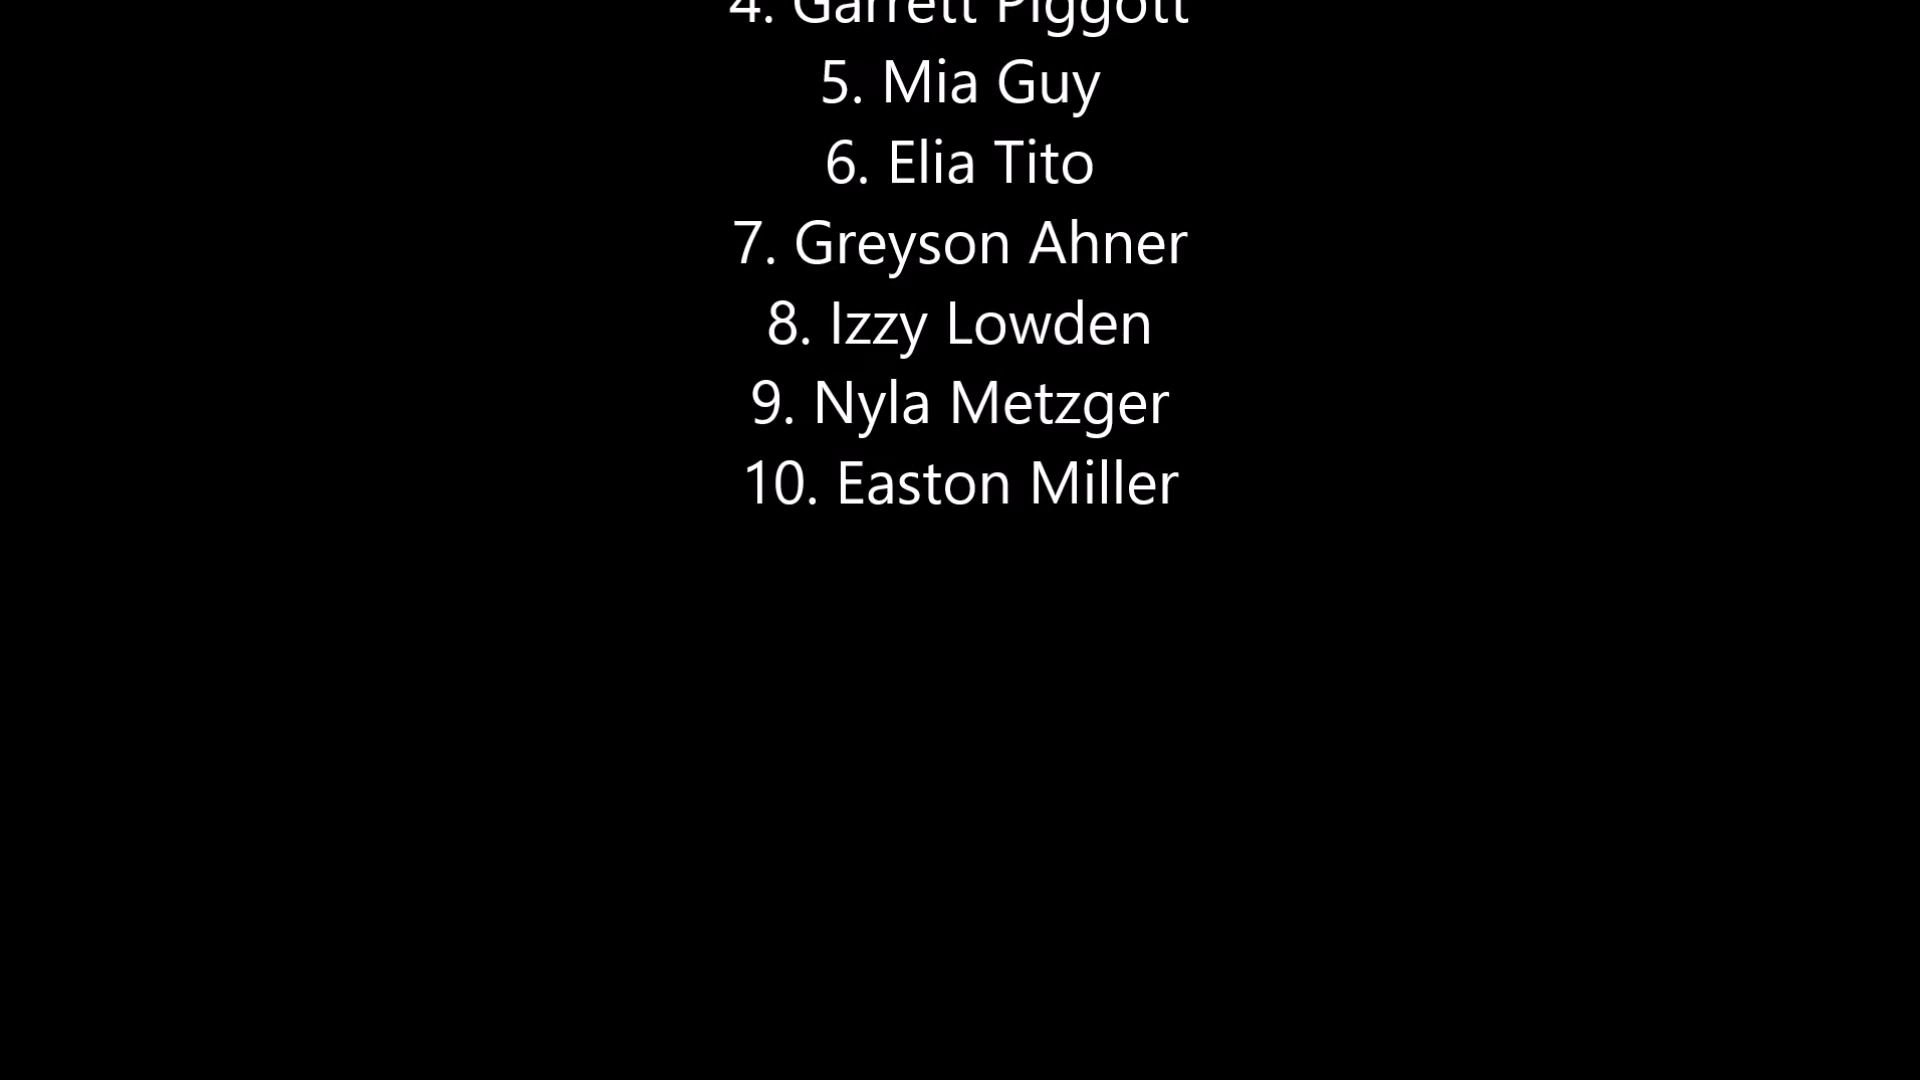 4. Garrett Piggott
5. Mia Guy
6. Elia Tito
7. Greyson Ahner
8. Izzy Lowden
9. Nyla Metzger
10. Easton Miller